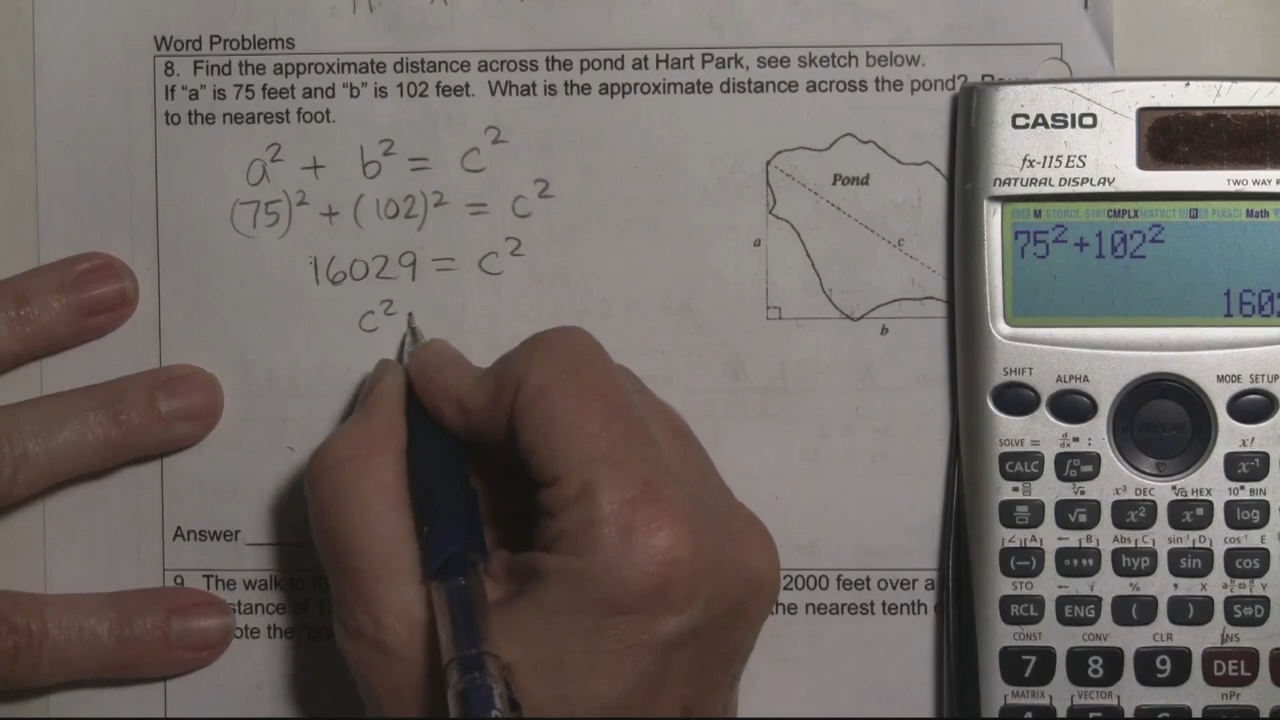 Word Problems
8. Find the approximate distance across the pond at Hart Park, see sketch below.
If "a" is 75 feet and "b" is 102 feet. What is the approximate distance across the pond?
to the nearest foot.
a² + b² = c²
(75)² + (102)² = c²
16029 = c²
c²
Pond
a
c
b
Answer
9. The walk
2000 feet over a
the nearest tenth
CASIO
fx-115ES
NATURAL DISPLAY
TWO WAY
M CMPLX R Math
75²+102²
160
SHIFT ALPHA MODE SETUP
SOLVE = d/dx : x!
CALC x⁻¹
x³ DEC HEX BIN
√ x² log
[A] [B] Abs [C] sin⁻¹ [D] cos⁻¹ E
(−) hyp sin cos
STO % X Y
RCL ENG ( ) S⇔D
CONST CONV CLR INS
7 8 9 DEL
MATRIX VECTOR nPr